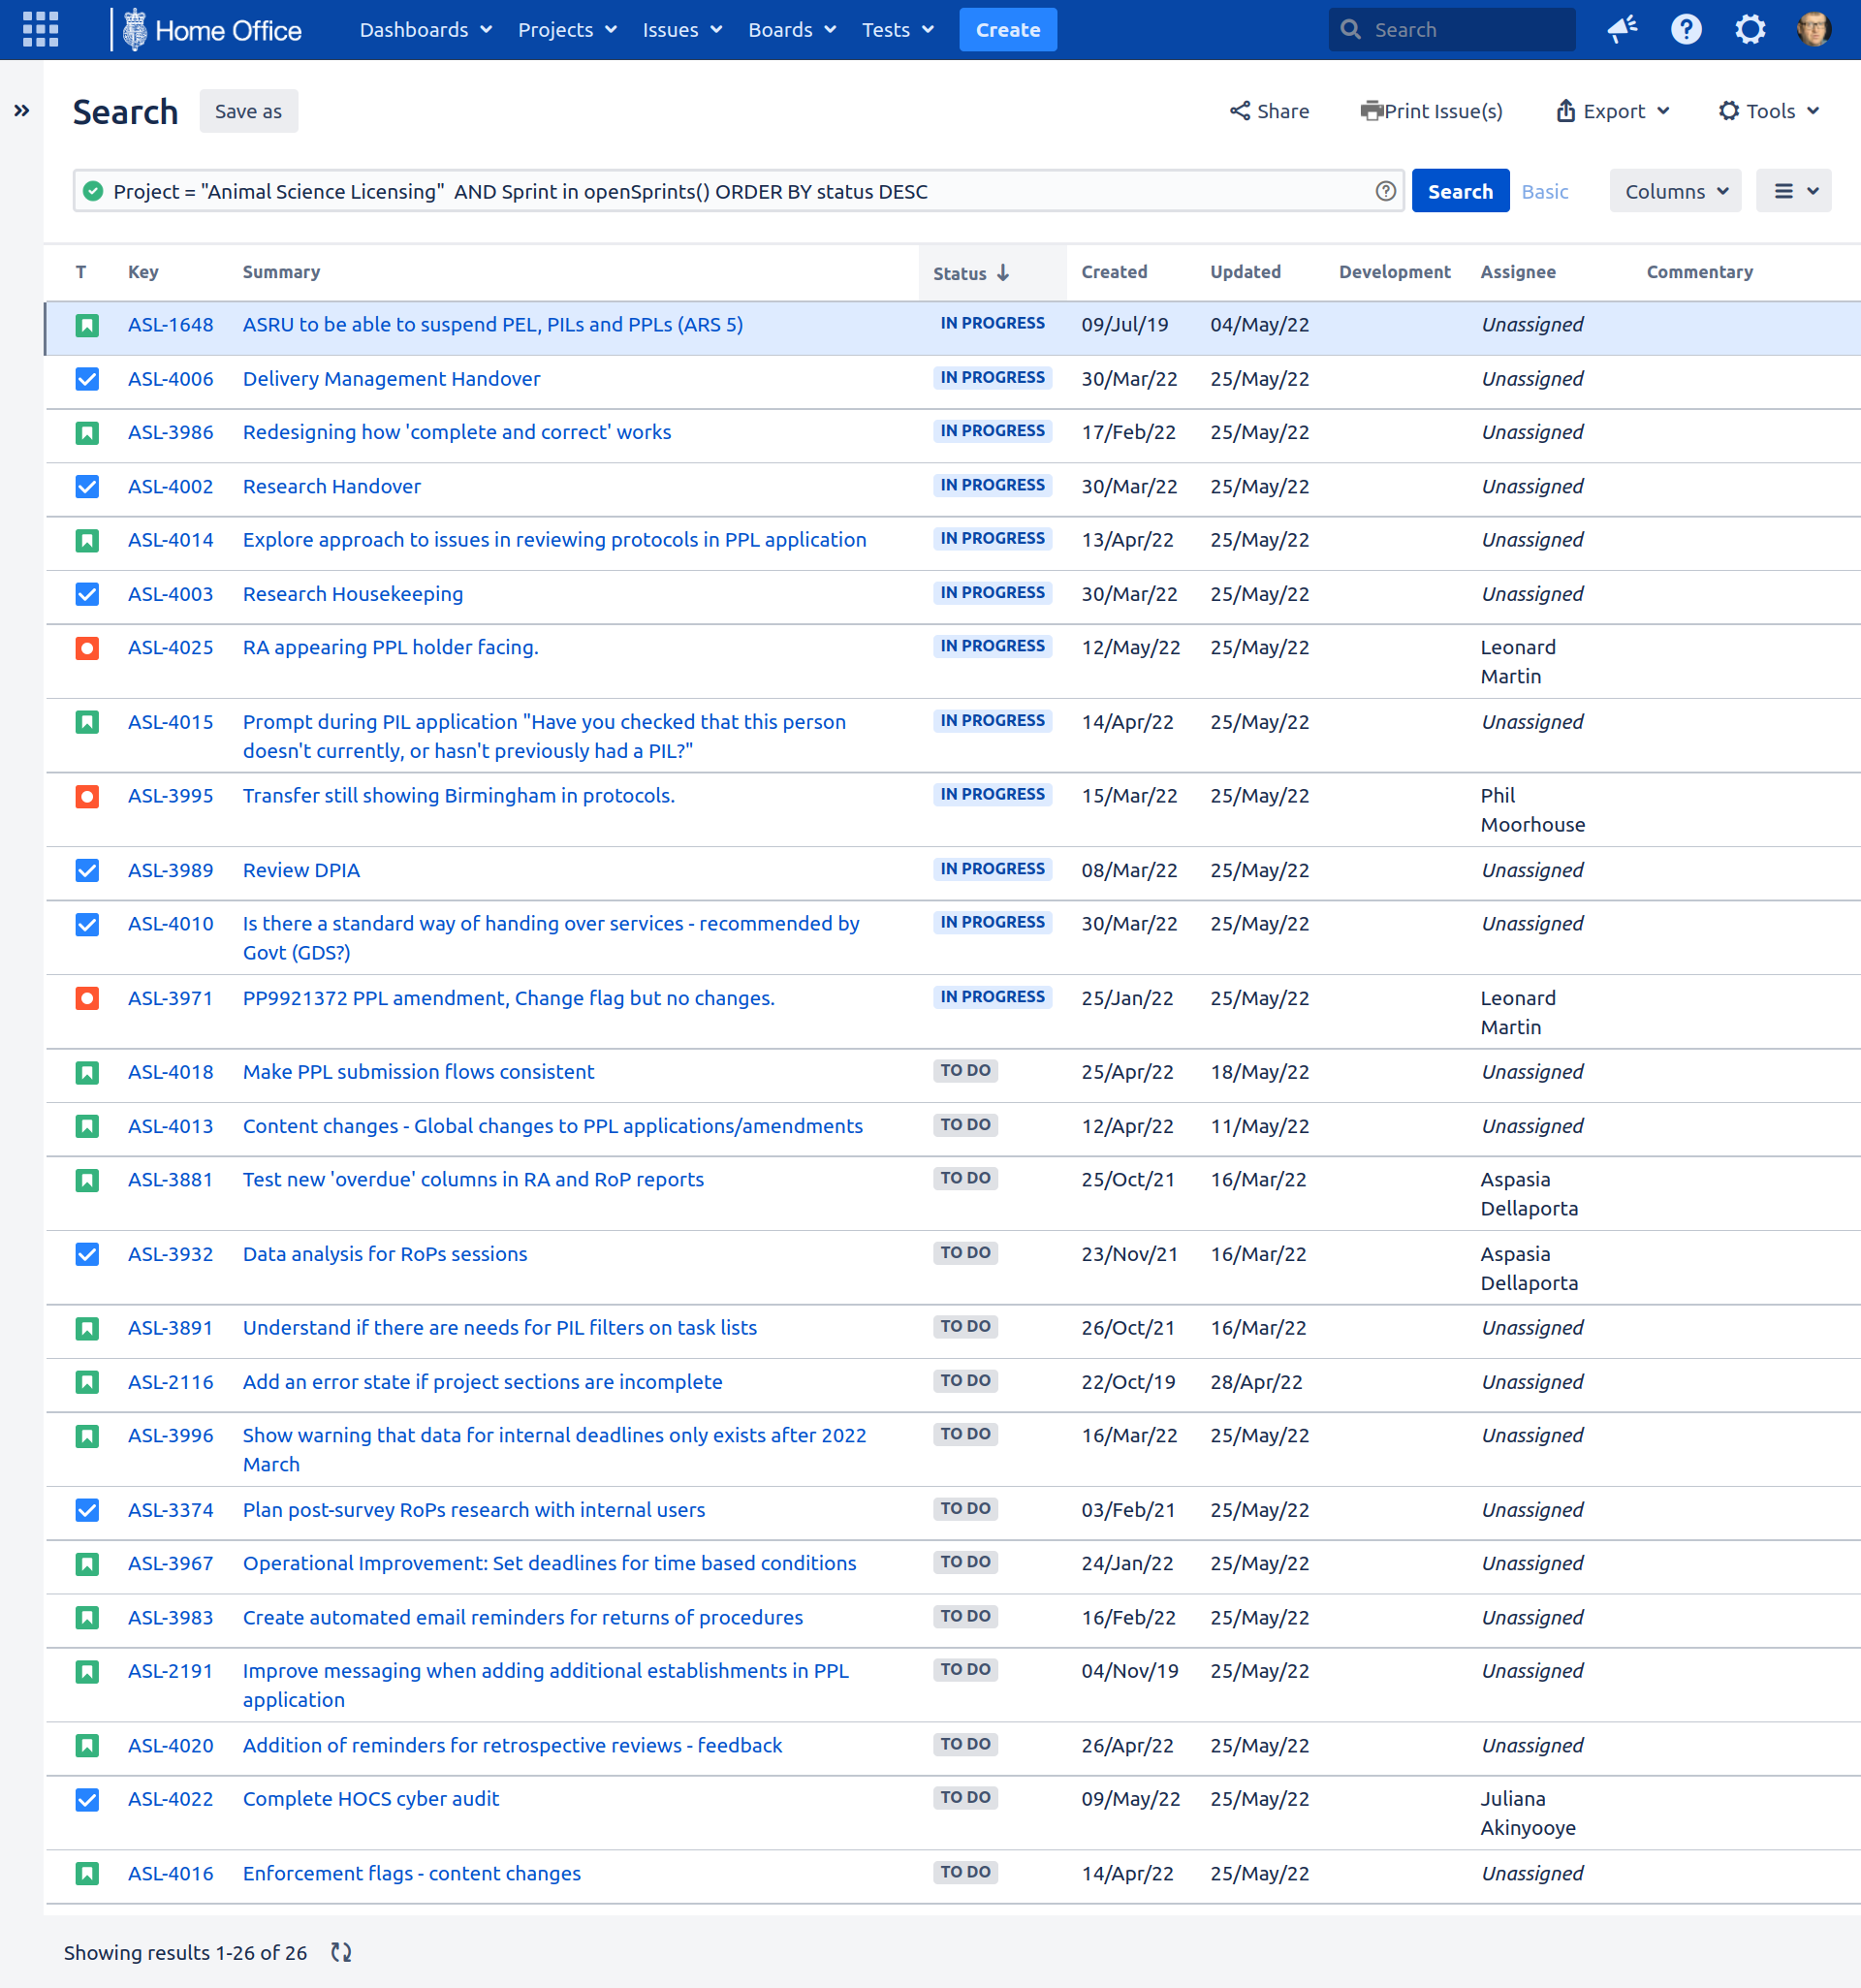 Home Office Dashboards Projects Issues Boards Tests Create Search
Search Save as Share Print Issue(s) Export Tools
Project = "Animal Science Licensing" AND Sprint in openSprints() ORDER BY status DESC Search Basic Columns
T Key Summary Status Created Updated Development Assignee Commentary
ASL-1648 ASRU to be able to suspend PEL, PILs and PPLs (ARS 5) IN PROGRESS 09/Jul/19 04/May/22 Unassigned
ASL-4006 Delivery Management Handover IN PROGRESS 30/Mar/22 25/May/22 Unassigned
ASL-3986 Redesigning how 'complete and correct' works IN PROGRESS 17/Feb/22 25/May/22 Unassigned
ASL-4002 Research Handover IN PROGRESS 30/Mar/22 25/May/22 Unassigned
ASL-4014 Explore approach to issues in reviewing protocols in PPL application IN PROGRESS 13/Apr/22 25/May/22 Unassigned
ASL-4003 Research Housekeeping IN PROGRESS 30/Mar/22 25/May/22 Unassigned
ASL-4025 RA appearing PPL holder facing. IN PROGRESS 12/May/22 25/May/22 Leonard
Martin
ASL-4015 Prompt during PIL application "Have you checked that this person IN PROGRESS 14/Apr/22 25/May/22 Unassigned
doesn't currently, or hasn't previously had a PIL?"
ASL-3995 Transfer still showing Birmingham in protocols. IN PROGRESS 15/Mar/22 25/May/22 Phil
Moorhouse
ASL-3989 Review DPIA IN PROGRESS 08/Mar/22 25/May/22 Unassigned
ASL-4010 Is there a standard way of handing over services - recommended by IN PROGRESS 30/Mar/22 25/May/22 Unassigned
Govt (GDS?)
ASL-3971 PP9921372 PPL amendment, Change flag but no changes. IN PROGRESS 25/Jan/22 25/May/22 Leonard
Martin
ASL-4018 Make PPL submission flows consistent TO DO 25/Apr/22 18/May/22 Unassigned
ASL-4013 Content changes - Global changes to PPL applications/amendments TO DO 12/Apr/22 11/May/22 Unassigned
ASL-3881 Test new 'overdue' columns in RA and RoP reports TO DO 25/Oct/21 16/Mar/22 Aspasia
Dellaporta
ASL-3932 Data analysis for RoPs sessions TO DO 23/Nov/21 16/Mar/22 Aspasia
Dellaporta
ASL-3891 Understand if there are needs for PIL filters on task lists TO DO 26/Oct/21 16/Mar/22 Unassigned
ASL-2116 Add an error state if project sections are incomplete TO DO 22/Oct/19 28/Apr/22 Unassigned
ASL-3996 Show warning that data for internal deadlines only exists after 2022 TO DO 16/Mar/22 25/May/22 Unassigned
March
ASL-3374 Plan post-survey RoPs research with internal users TO DO 03/Feb/21 25/May/22 Unassigned
ASL-3967 Operational Improvement: Set deadlines for time based conditions TO DO 24/Jan/22 25/May/22 Unassigned
ASL-3983 Create automated email reminders for returns of procedures TO DO 16/Feb/22 25/May/22 Unassigned
ASL-2191 Improve messaging when adding additional establishments in PPL TO DO 04/Nov/19 25/May/22 Unassigned
application
ASL-4020 Addition of reminders for retrospective reviews - feedback TO DO 26/Apr/22 25/May/22 Unassigned
ASL-4022 Complete HOCS cyber audit TO DO 09/May/22 25/May/22 Juliana
Akinyooye
ASL-4016 Enforcement flags - content changes TO DO 14/Apr/22 25/May/22 Unassigned
Showing results 1-26 of 26